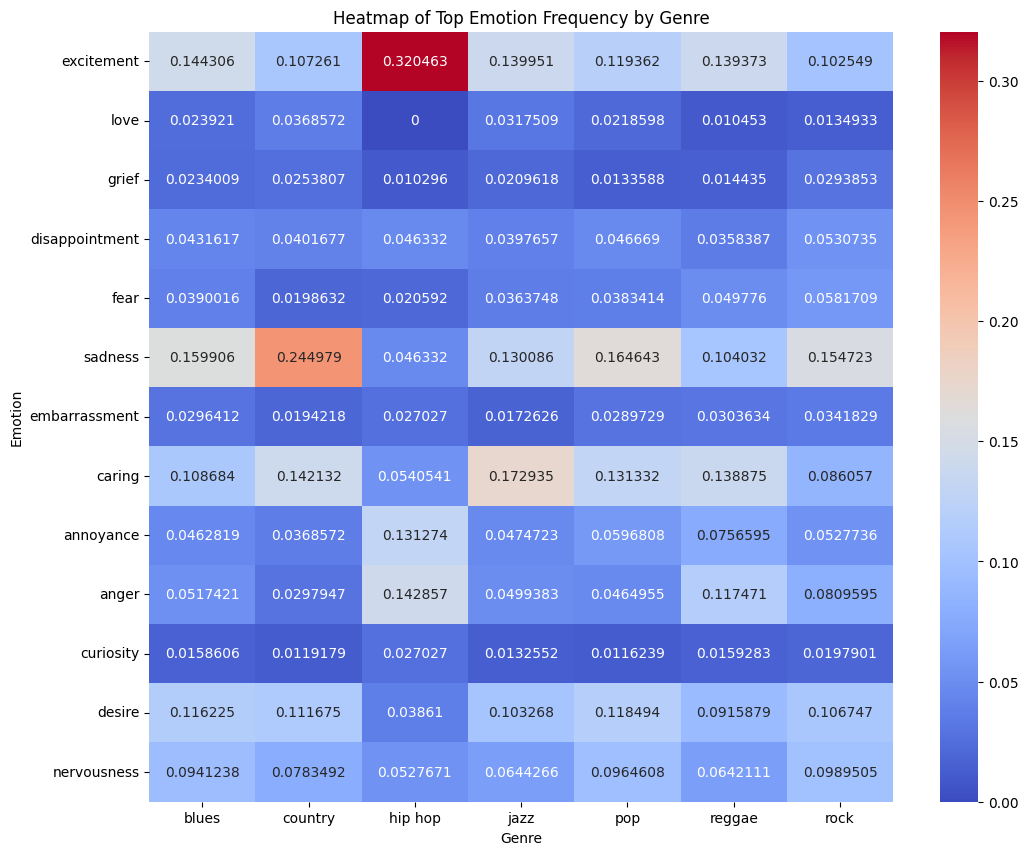 Heatmap of Top Emotion Frequency by Genre
excitement 0.144306 0.107261 0.320463 0.139951 0.119362 0.139373 0.102549
love 0.023921 0.0368572 0 0.0317509 0.0218598 0.010453 0.0134933
grief 0.0234009 0.0253807 0.010296 0.0209618 0.0133588 0.014435 0.0293853
disappointment 0.0431617 0.0401677 0.046332 0.0397657 0.046669 0.0358387 0.0530735
fear 0.0390016 0.0198632 0.020592 0.0363748 0.0383414 0.049776 0.0581709
sadness 0.159906 0.244979 0.046332 0.130086 0.164643 0.104032 0.154723
embarrassment 0.0296412 0.0194218 0.027027 0.0172626 0.0289729 0.0303634 0.0341829
caring 0.108684 0.142132 0.0540541 0.172935 0.131332 0.138875 0.086057
annoyance 0.0462819 0.0368572 0.131274 0.0474723 0.0596808 0.0756595 0.0527736
anger 0.0517421 0.0297947 0.142857 0.0499383 0.0464955 0.117471 0.0809595
curiosity 0.0158606 0.0119179 0.027027 0.0132552 0.0116239 0.0159283 0.0197901
desire 0.116225 0.111675 0.03861 0.103268 0.118494 0.0915879 0.106747
nervousness 0.0941238 0.0783492 0.0527671 0.0644266 0.0964608 0.0642111 0.0989505
blues country hip hop jazz pop reggae rock
Genre
Emotion
0.30
0.25
0.20
0.15
0.10
0.05
0.00